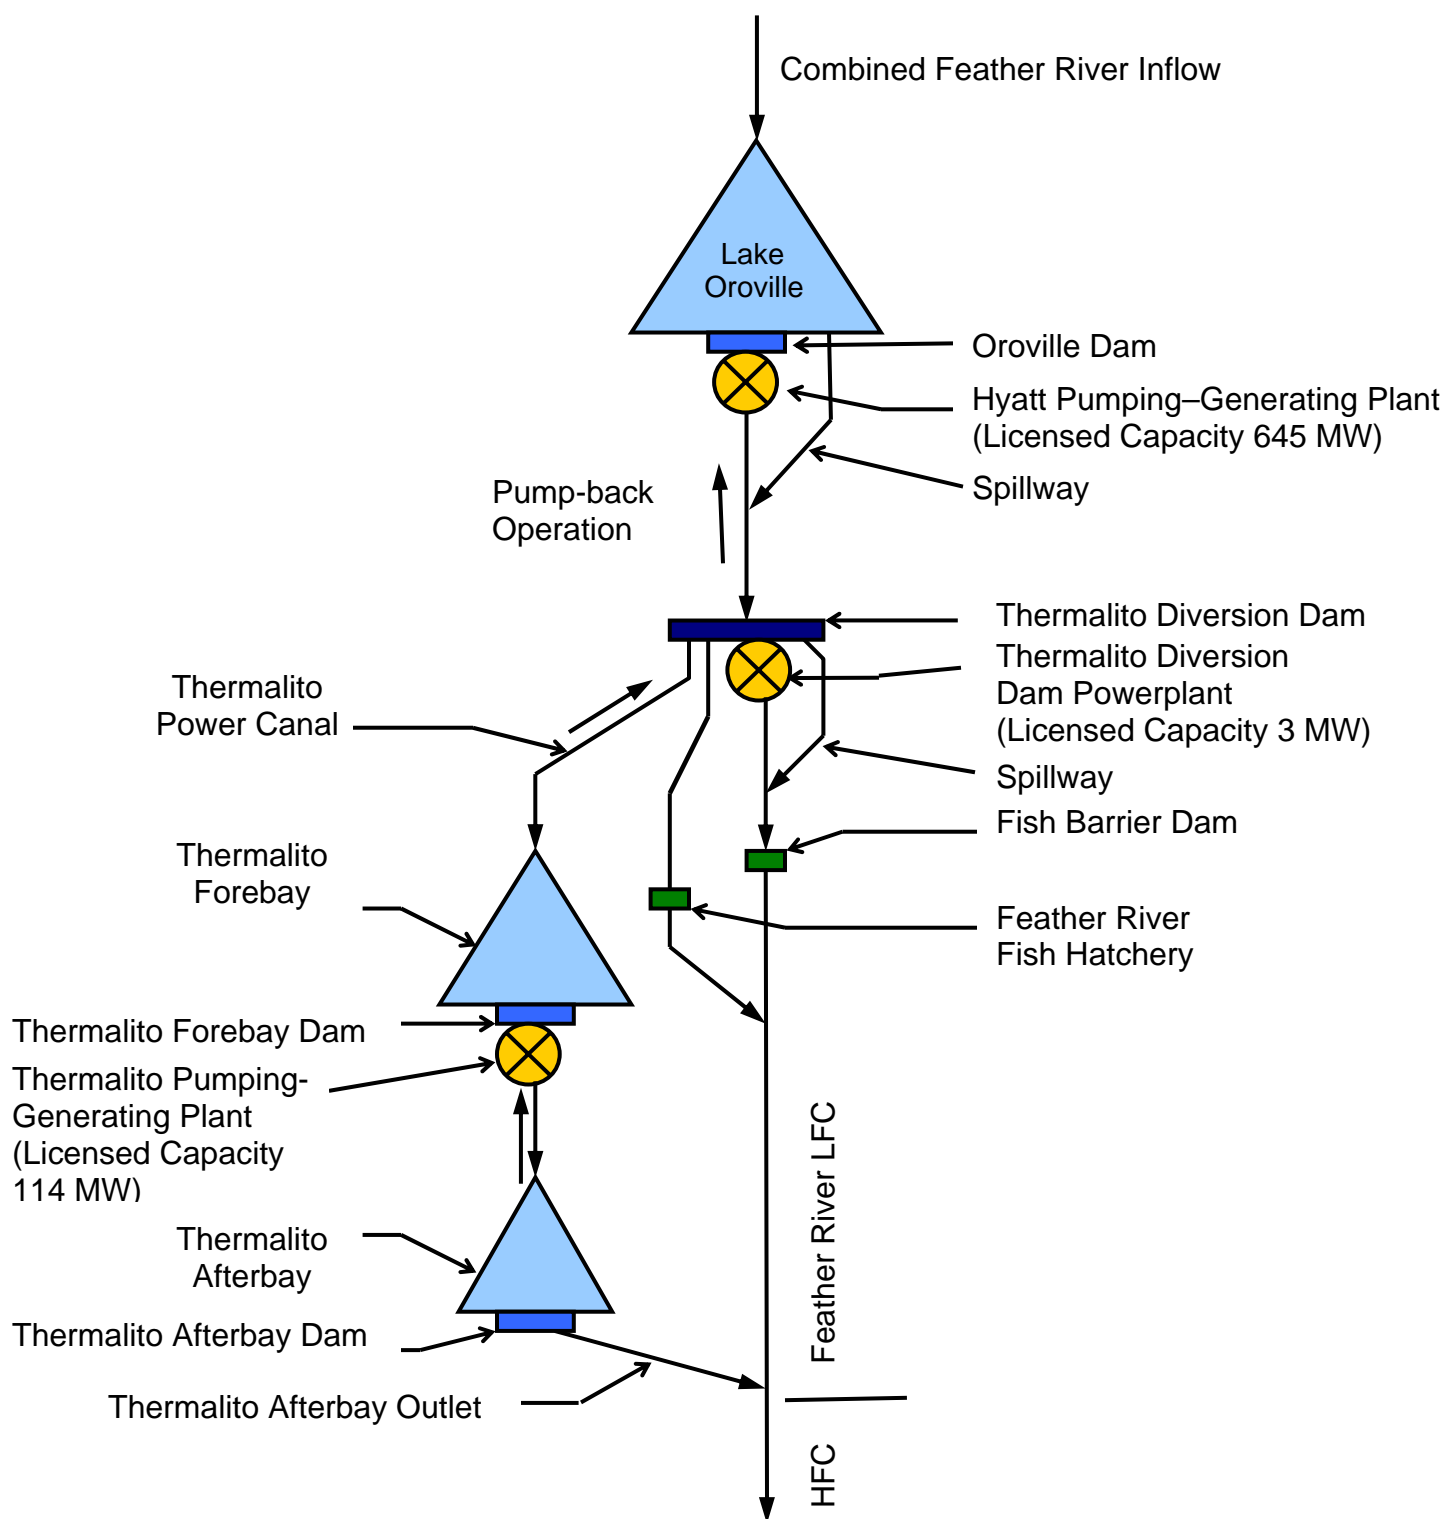 Combined Feather River Inflow
Lake
Oroville
Oroville Dam
Hyatt Pumping–Generating Plant
(Licensed Capacity 645 MW)
Spillway
Pump-back
Operation
Thermalito Diversion Dam
Thermalito Diversion
Dam Powerplant
(Licensed Capacity 3 MW)
Spillway
Thermalito
Power Canal
Fish Barrier Dam
Thermalito
Forebay
Feather River
Fish Hatchery
Thermalito Forebay Dam
Thermalito Pumping-
Generating Plant
(Licensed Capacity
114 MW)
Feather River LFC
Thermalito
Afterbay
Thermalito Afterbay Dam
Thermalito Afterbay Outlet
HFC